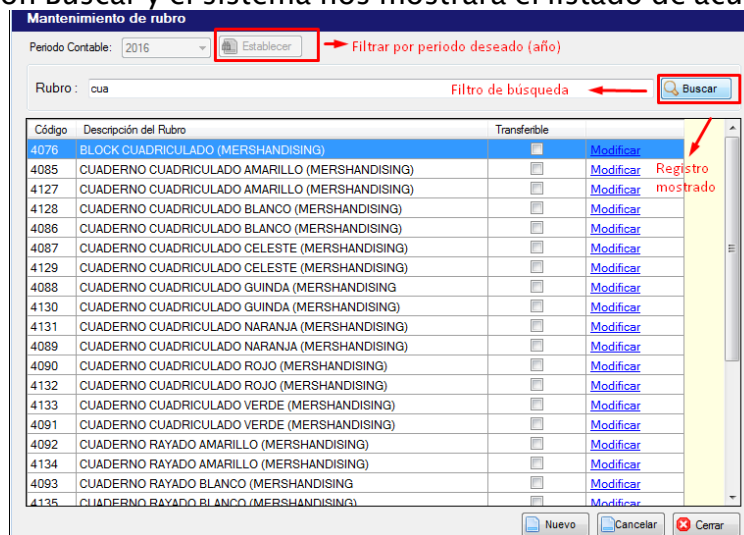 ón Buscar y el sistema nos mostrará el listado de acu
Mantenimiento de rubro
Periodo Contable: 2016 Establecer Filtrar por periodo deseado (año)
Rubro : cua Filtro de búsqueda Buscar
Código Descripción del Rubro Transferible
4076 BLOCK CUADRICULADO (MERSHANDISING) Modificar
4085 CUADERNO CUADRICULADO AMARILLO (MERSHANDISING) Modificar Registro
4127 CUADERNO CUADRICULADO AMARILLO (MERSHANDISING) Modificar mostrado
4128 CUADERNO CUADRICULADO BLANCO (MERSHANDISING) Modificar
4086 CUADERNO CUADRICULADO BLANCO (MERSHANDISING) Modificar
4087 CUADERNO CUADRICULADO CELESTE (MERSHANDISING) Modificar
4129 CUADERNO CUADRICULADO CELESTE (MERSHANDISING) Modificar
4088 CUADERNO CUADRICULADO GUINDA (MERSHANDISING Modificar
4130 CUADERNO CUADRICULADO GUINDA (MERSHANDISING) Modificar
4131 CUADERNO CUADRICULADO NARANJA (MERSHANDISING) Modificar
4089 CUADERNO CUADRICULADO NARANJA (MERSHANDISING) Modificar
4090 CUADERNO CUADRICULADO ROJO (MERSHANDISING) Modificar
4132 CUADERNO CUADRICULADO ROJO (MERSHANDISING) Modificar
4133 CUADERNO CUADRICULADO VERDE (MERSHANDISING) Modificar
4091 CUADERNO CUADRICULADO VERDE (MERSHANDISING) Modificar
4092 CUADERNO RAYADO AMARILLO (MERSHANDISING) Modificar
4134 CUADERNO RAYADO AMARILLO (MERSHANDISING) Modificar
4093 CUADERNO RAYADO BLANCO (MERSHANDISING Modificar
4135 CUADERNO RAYADO BLANCO (MERSHANDISING) Modificar
Nuevo Cancelar Cerrar